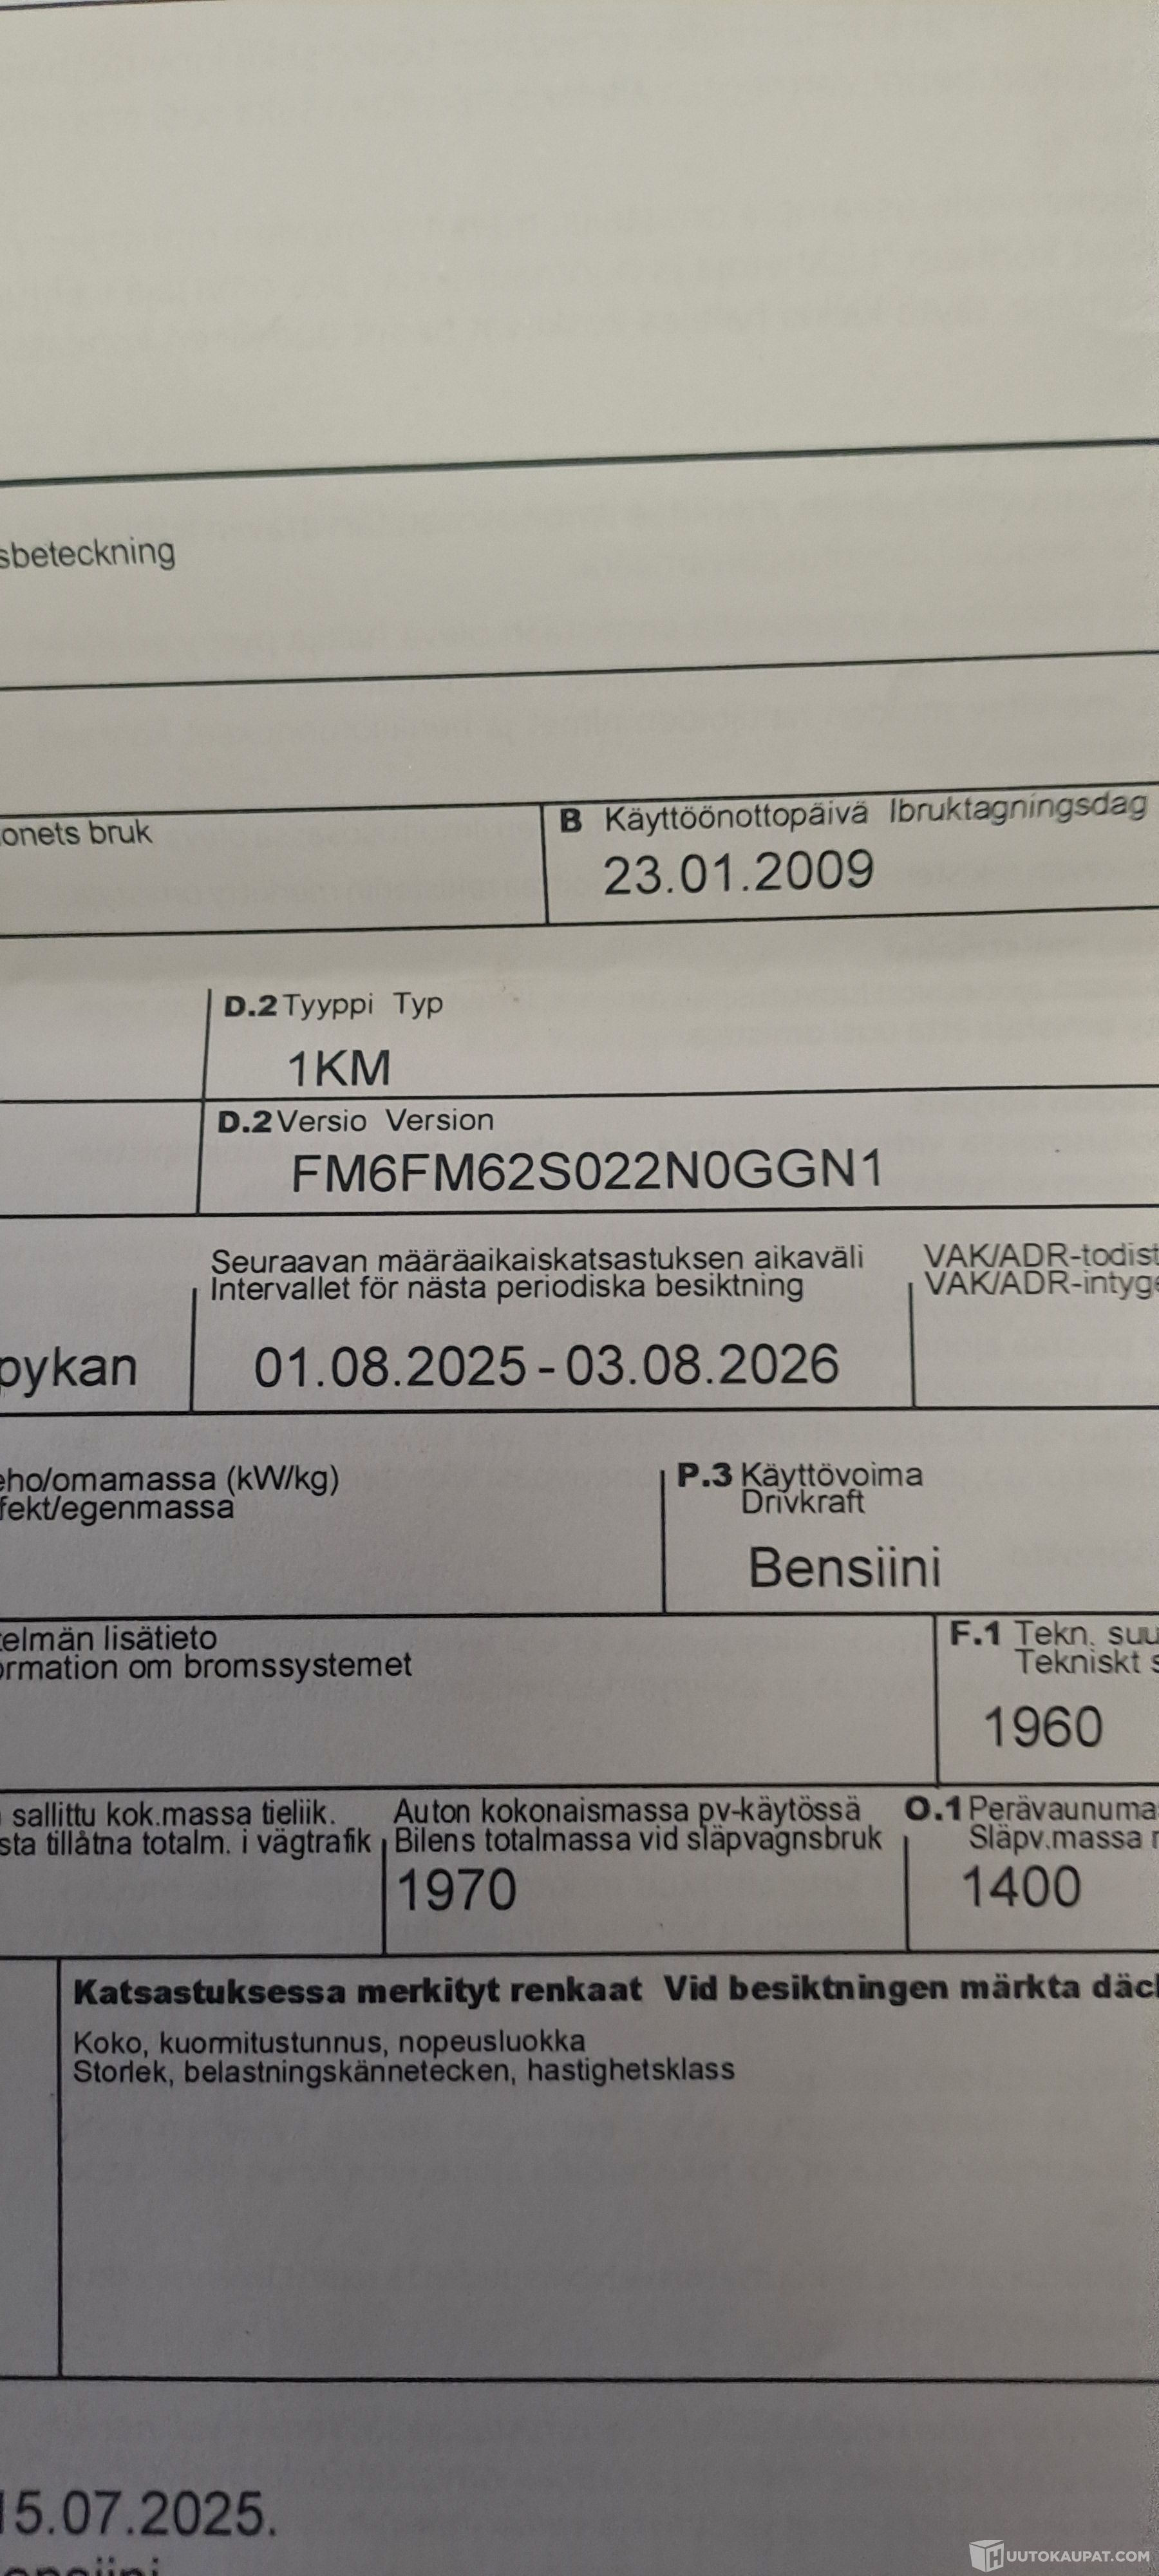 sbeteckning
onets bruk
B Käyttöönottopäivä Ibruktagningsdag
23.01.2009
D.2 Tyyppi Typ
1KM
D.2 Versio Version
FM6FM62S022N0GGN1
Seuraavan määräaikaiskatsastuksen aikaväli
Intervallet för nästa periodiska besiktning
VAK/ADR-todist
VAK/ADR-intyge
pykan
01.08.2025 - 03.08.2026
eho/omamassa (kW/kg)
fekt/egenmassa
P.3 Käyttövoima
Drivkraft
Bensiini
telmän lisätieto
ormation om bromssystemet
F.1 Tekn. suu
Tekniskt s
1960
sallittu kok.massa tieliik.
sta tillåtna totalm. i vägtrafik
Auton kokonaismassa pv-käytössä
Bilens totalmassa vid släpvagnsbruk
1970
O.1 Perävaunuma
Släpv.massa
1400
Katsastuksessa merkityt renkaat Vid besiktningen märkta däck
Koko, kuormitustunnus, nopeusluokka
Storlek, belastningskännetecken, hastighetsklass
15.07.2025.
ensiini
HUUTOKAUPAT.COM